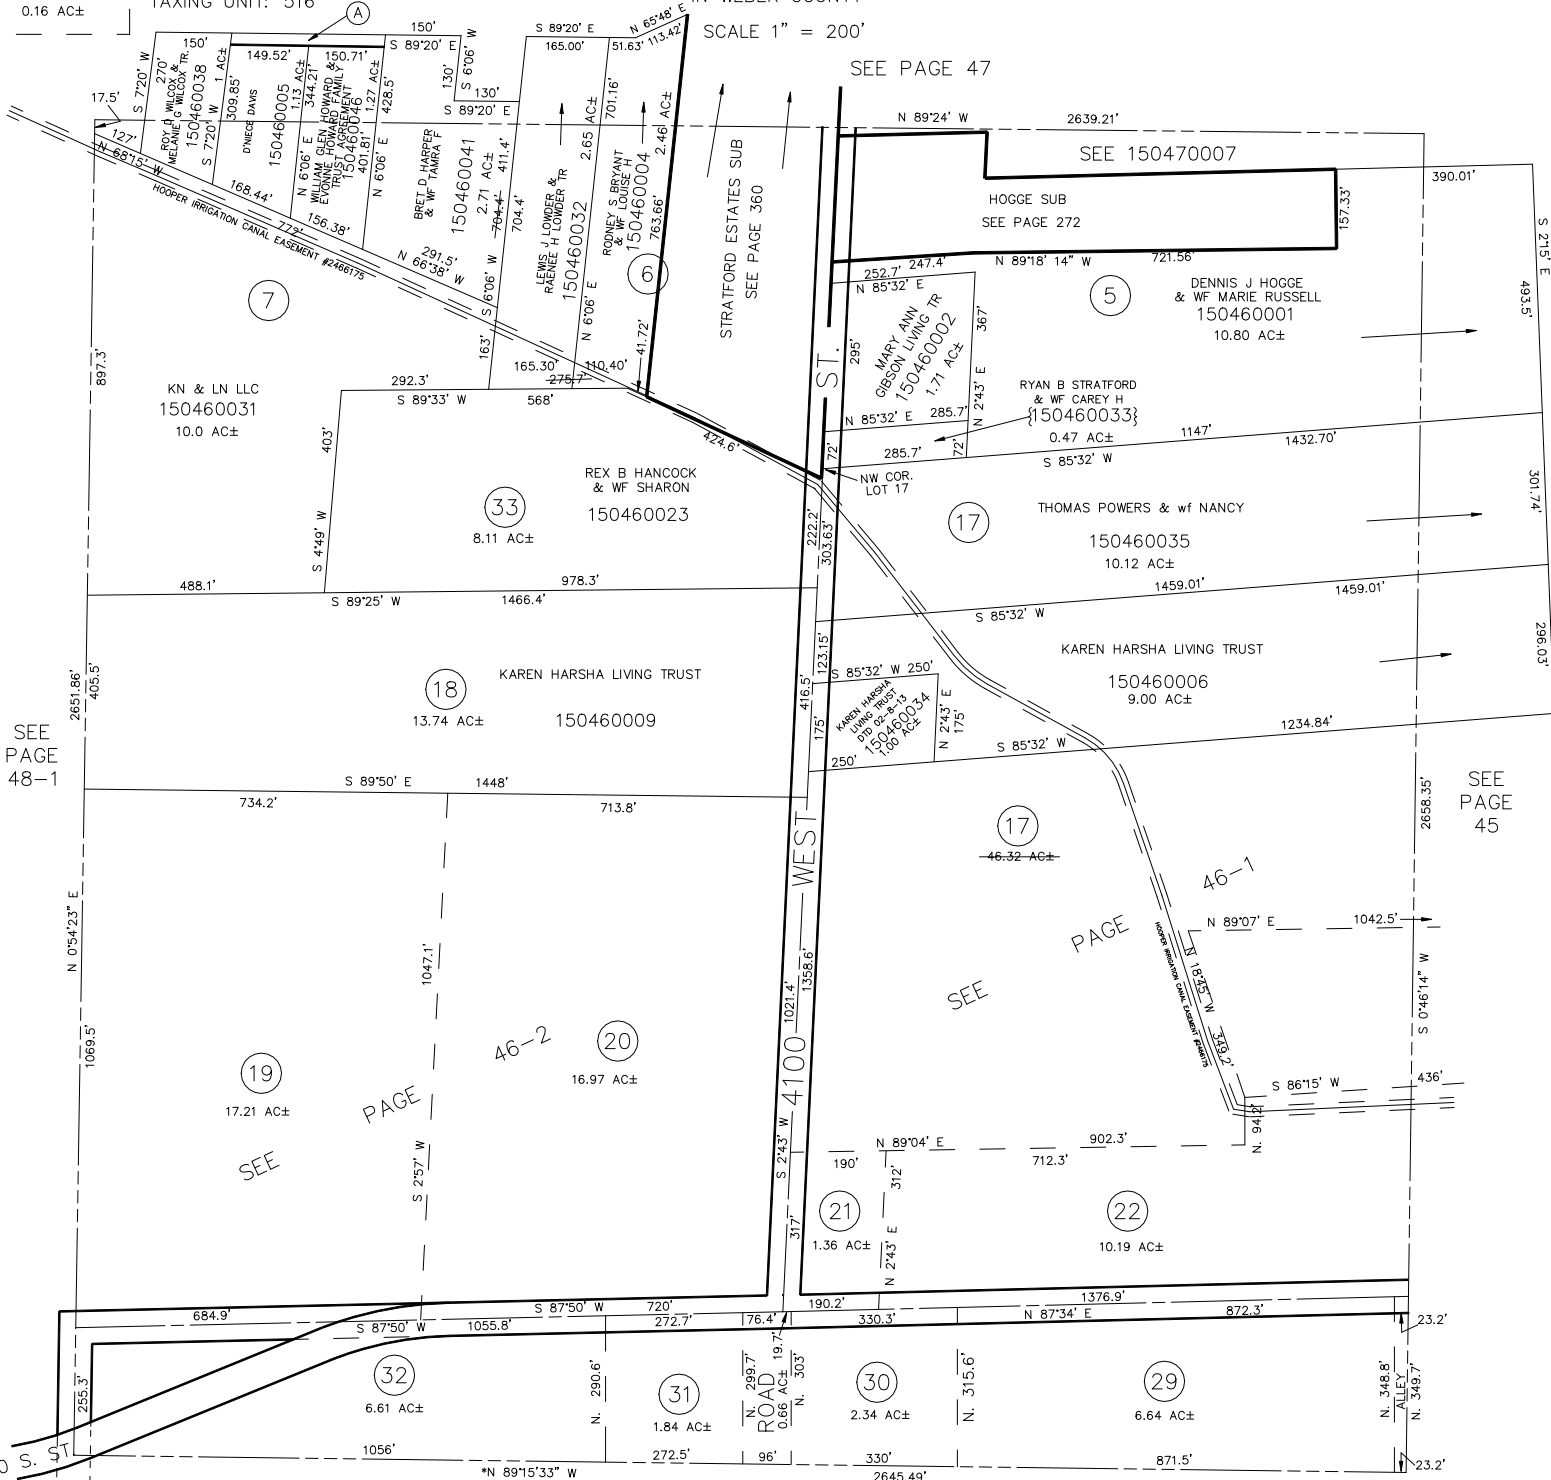 0.16 AC±
TAXING UNIT: 516
IN WEBER COUNTY
SCALE 1" = 200'
A
SEE PAGE 47
150'
149.52'
150.71'
150'
S 89°20' E
S 6°06' W
130'
130'
S 89°20' E
S 89°20' E
165.00'
51.63'
N 65°48' E
113.42'
S 7°20' W
270'
ROY D WILCOX &
MELANIE G WILCOX TR.
150460038
1 AC±
309.85'
S 7°20' W
D'NIECE DAVIS
150460005
1.13 AC±
344.21'
N 6°06' E
WILLIAM GLEN HOWARD &
EVONNE HOWARD FAMILY
TRUST AGREEMENT
150460046
1.27 AC±
401.81'
428.5'
N 6°06' E
BRET D HARPER
& WF TAMRA F
150460041
2.71 AC±
704.4'
411.4'
704.4'
S 6°06' W
163'
LEWIS J LOWDER &
RAENEE H LOWDER TR
150460032
2.65 AC±
701.16'
N 6°06' E
RODNEY S BRYANT
& WF LOUISE H
150460004
2.46 AC±
763.66'
6
41.72'
STRATFORD ESTATES SUB
SEE PAGE 360
17.5'
127'
N 68°15' W
168.44'
156.38'
772'
291.5'
N 66°38' W
HOOPER IRRIGATION CANAL EASEMENT #2466175
7
897.3'
KN & LN LLC
150460031
10.0 AC±
165.30'
110.40'
275.7'
292.3'
S 89°33' W
568'
403'
S 4°49' W
424.6'
REX B HANCOCK
& WF SHARON
150460023
33
8.11 AC±
488.1'
978.3'
S 89°25' W
1466.4'
N 89°24' W
2639.21'
SEE 150470007
HOGGE SUB
SEE PAGE 272
157.33'
390.01'
S 2°15' E
493.5'
247.4'
N 89°18' 14" W
721.56'
252.7'
N 85°32' E
MARY ANN
GIBSON LIVING TR
150460002
1.71 AC±
367'
N 2°43' E
295'
ST.
5
DENNIS J HOGGE
& WF MARIE RUSSELL
150460001
10.80 AC±
RYAN B STRATFORD
& WF CAREY H
{150460033}
0.47 AC±
N 85°32' E
285.7'
72'
285.7'
72'
S 85°32' W
1147'
1432.70'
NW COR.
LOT 17
17
THOMAS POWERS & wf NANCY
150460035
10.12 AC±
301.74'
222.2'
303.63'
1459.01'
1459.01'
S 85°32' W
KAREN HARSHA LIVING TRUST
150460006
9.00 AC±
296.03'
1234.84'
S 85°32' W
123.15'
416.5'
175'
S 85°32' W 250'
KAREN HARSHA
LIVING TRUST
DTD 02-8-13
150460034
1.00 AC±
N 2°43' E
175'
250'
2651.86'
405.5'
18
13.74 AC±
KAREN HARSHA LIVING TRUST
150460009
SEE
PAGE
48-1
S 89°50' E
1448'
734.2'
713.8'
17
46.32 AC±
2658.35'
SEE
PAGE
45
4100 WEST
1358.6'
1021.4'
S 2°43' W
317'
N 0°54'23" E
1069.5'
1047.1'
S 2°57' W
19
17.21 AC±
20
16.97 AC±
SEE PAGE 46-2
SEE PAGE 46-1
N 89°07' E
1042.5'
N 18°45' W
349.2'
HOOPER IRRIGATION CANAL EASEMENT #2466175
S 0°46'14" W
S 86°15' W
436'
N. 94.2'
N 89°04' E
902.3'
190'
712.3'
312'
N 2°43' E
21
1.36 AC±
22
10.19 AC±
684.9'
S 87°50' W
720'
S 87°50' W
1055.8'
272.7'
76.4'
19.7'
190.2'
330.3'
1376.9'
N 87°34' E
872.3'
23.2'
255.3'
32
6.61 AC±
N. 290.6'
31
1.84 AC±
N. 299.7'
ROAD
0.66 AC±
N. 303'
30
2.34 AC±
N. 315.6'
29
6.64 AC±
N. 348.8'
ALLEY
N. 349.7'
0 S. ST
1056'
272.5'
96'
330'
871.5'
23.2'
*N 89°15'33" W
2645.49'